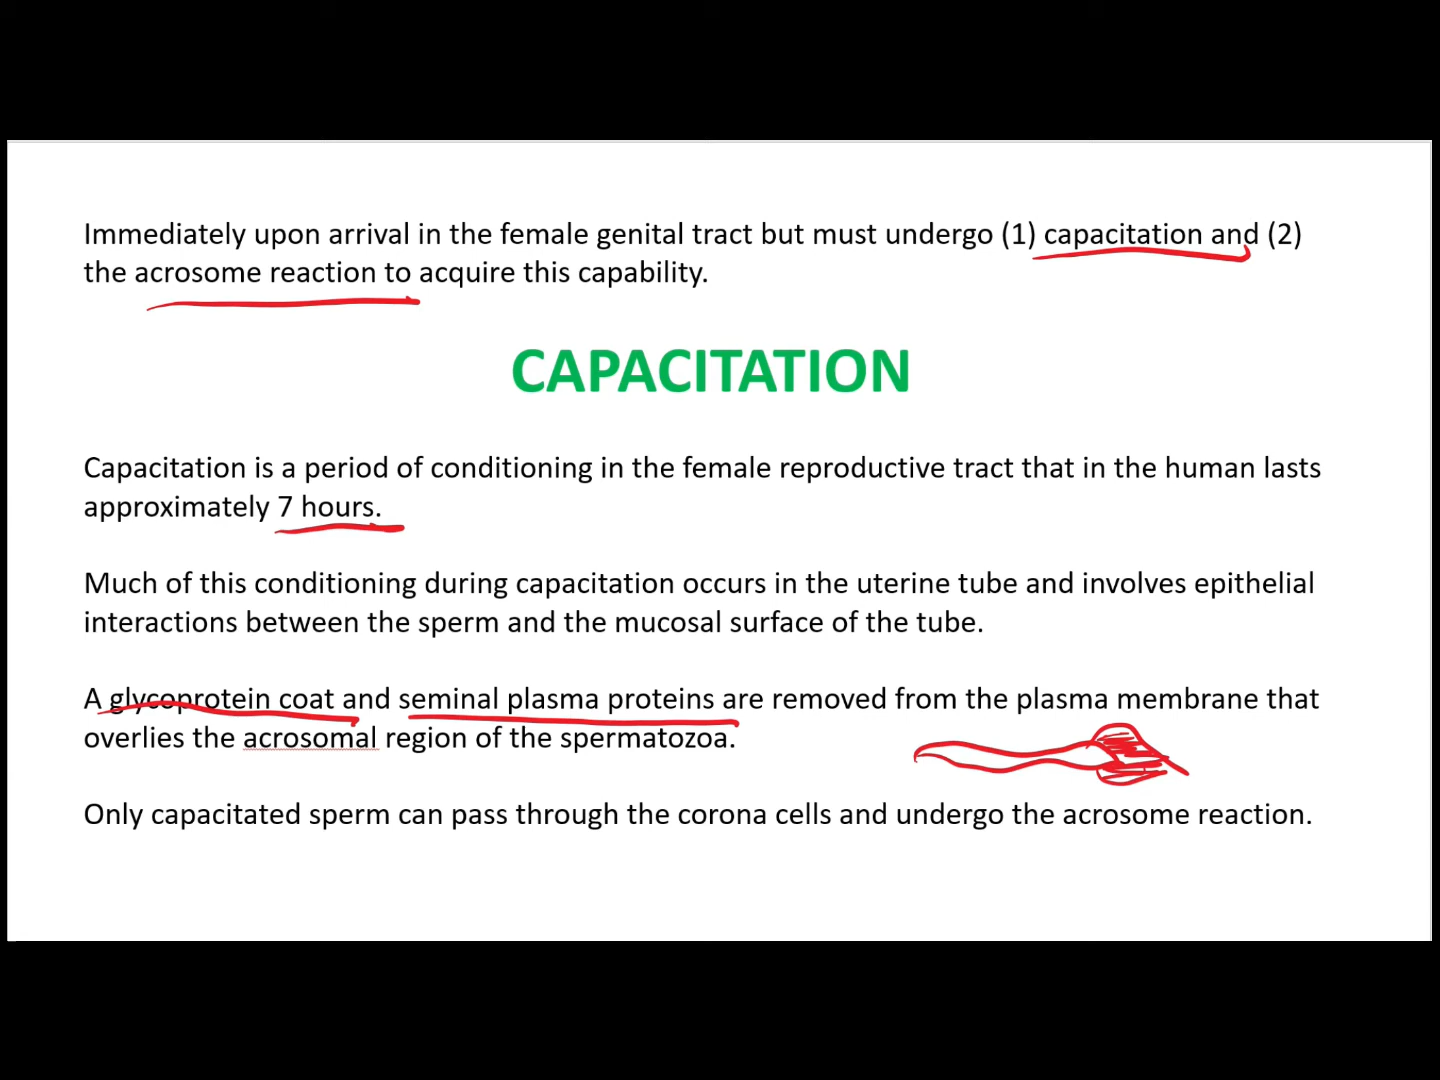 Immediately upon arrival in the female genital tract but must undergo (1) capacitation and (2)
the acrosome reaction to acquire this capability.
CAPACITATION
Capacitation is a period of conditioning in the female reproductive tract that in the human lasts
approximately 7 hours.
Much of this conditioning during capacitation occurs in the uterine tube and involves epithelial
interactions between the sperm and the mucosal surface of the tube.
A glycoprotein coat and seminal plasma proteins are removed from the plasma membrane that
overlies the acrosomal region of the spermatozoa.
Only capacitated sperm can pass through the corona cells and undergo the acrosome reaction.